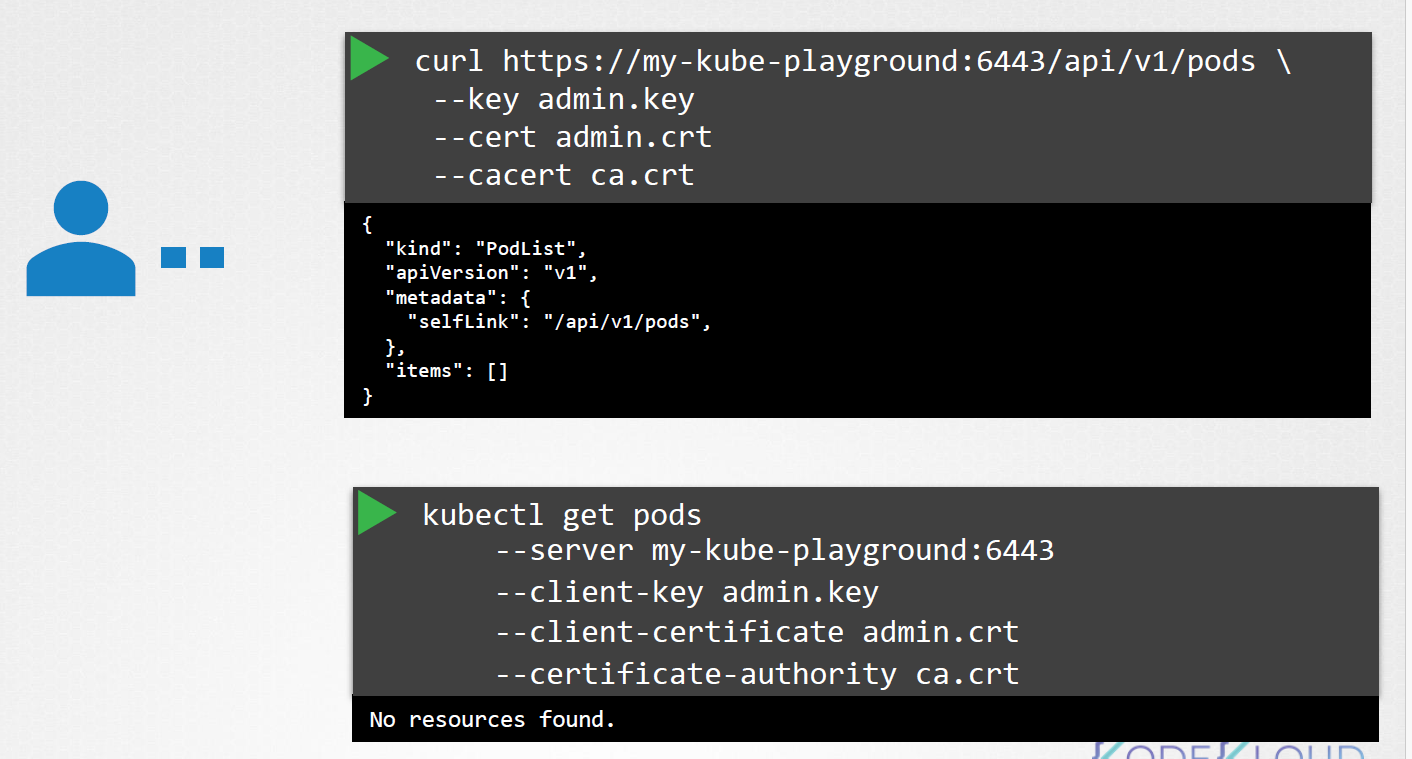 curl https://my-kube-playground:6443/api/v1/pods \
--key admin.key
--cert admin.crt
--cacert ca.crt
{
"kind": "PodList",
"apiVersion": "v1",
"metadata": {
"selfLink": "/api/v1/pods",
},
"items": []
}
kubectl get pods
--server my-kube-playground:6443
--client-key admin.key
--client-certificate admin.crt
--certificate-authority ca.crt
No resources found.
KODEKLOUD